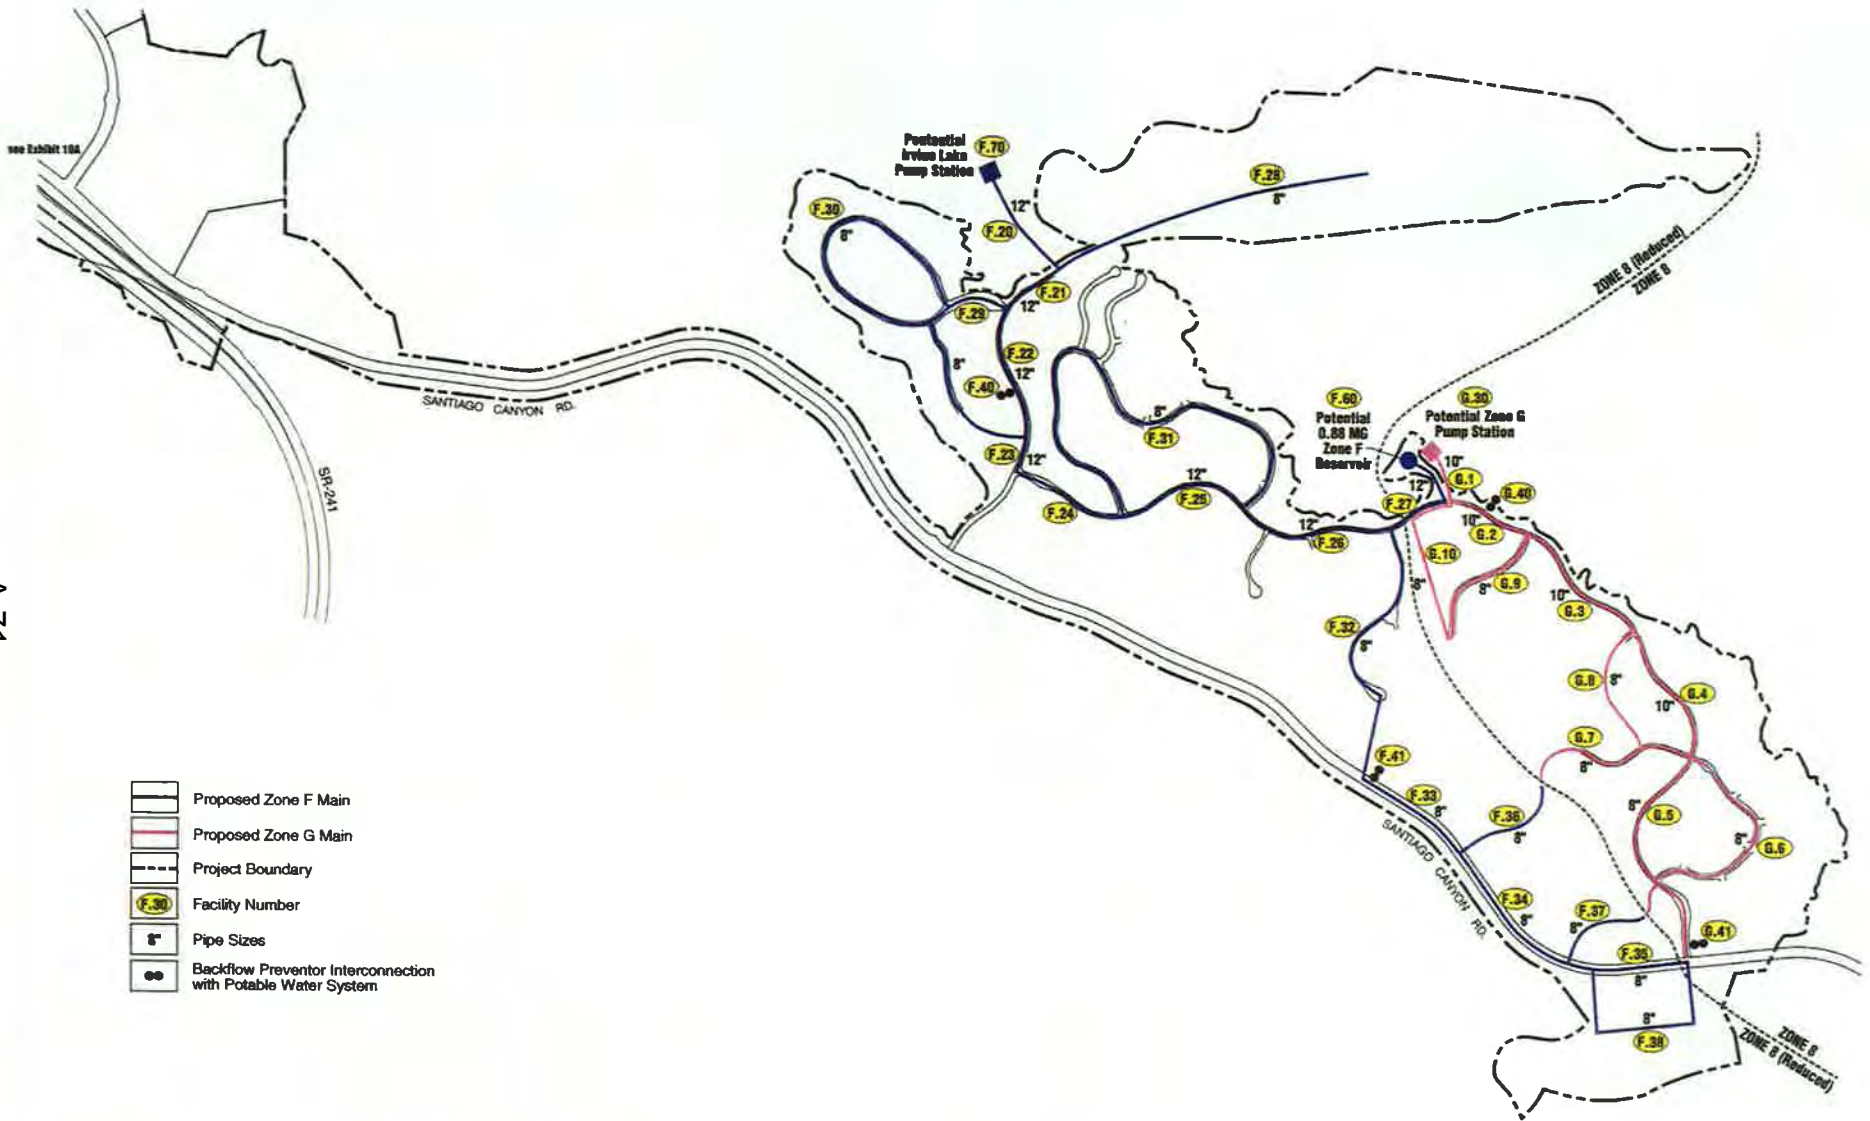 see Exhibit 10A
Pontential
Irvine Lake
Pump Station
F.70
12"
F.20
F.28
8"
F.30
8"
F.29
F.21
12"
F.22
12"
8"
F.40
F.23
12"
F.24
8"
F.31
12"
F.25
12"
F.26
F.60
Potential
0.88 MG
Zone F
Reservoir
G.30
Potential Zone G
Pump Station
10"
G.1
12"
F.27
G.40
10"
G.2
G.10
8"
8"
G.9
10"
G.3
F.32
8"
G.8
8"
G.4
10"
G.7
8"
F.41
F.33
8"
F.36
8"
8"
G.5
8"
G.6
F.34
8"
F.37
8"
G.41
F.35
8"
8"
F.38
ZONE 8 (Reduced)
ZONE 8
ZONE 8
ZONE 8 (Reduced)
SANTIAGO CANYON RD.
SANTIAGO CANYON RD.
SR-241
Proposed Zone F Main
Proposed Zone G Main
Project Boundary
F.30 Facility Number
8" Pipe Sizes
Backflow Preventor Interconnection
with Potable Water System